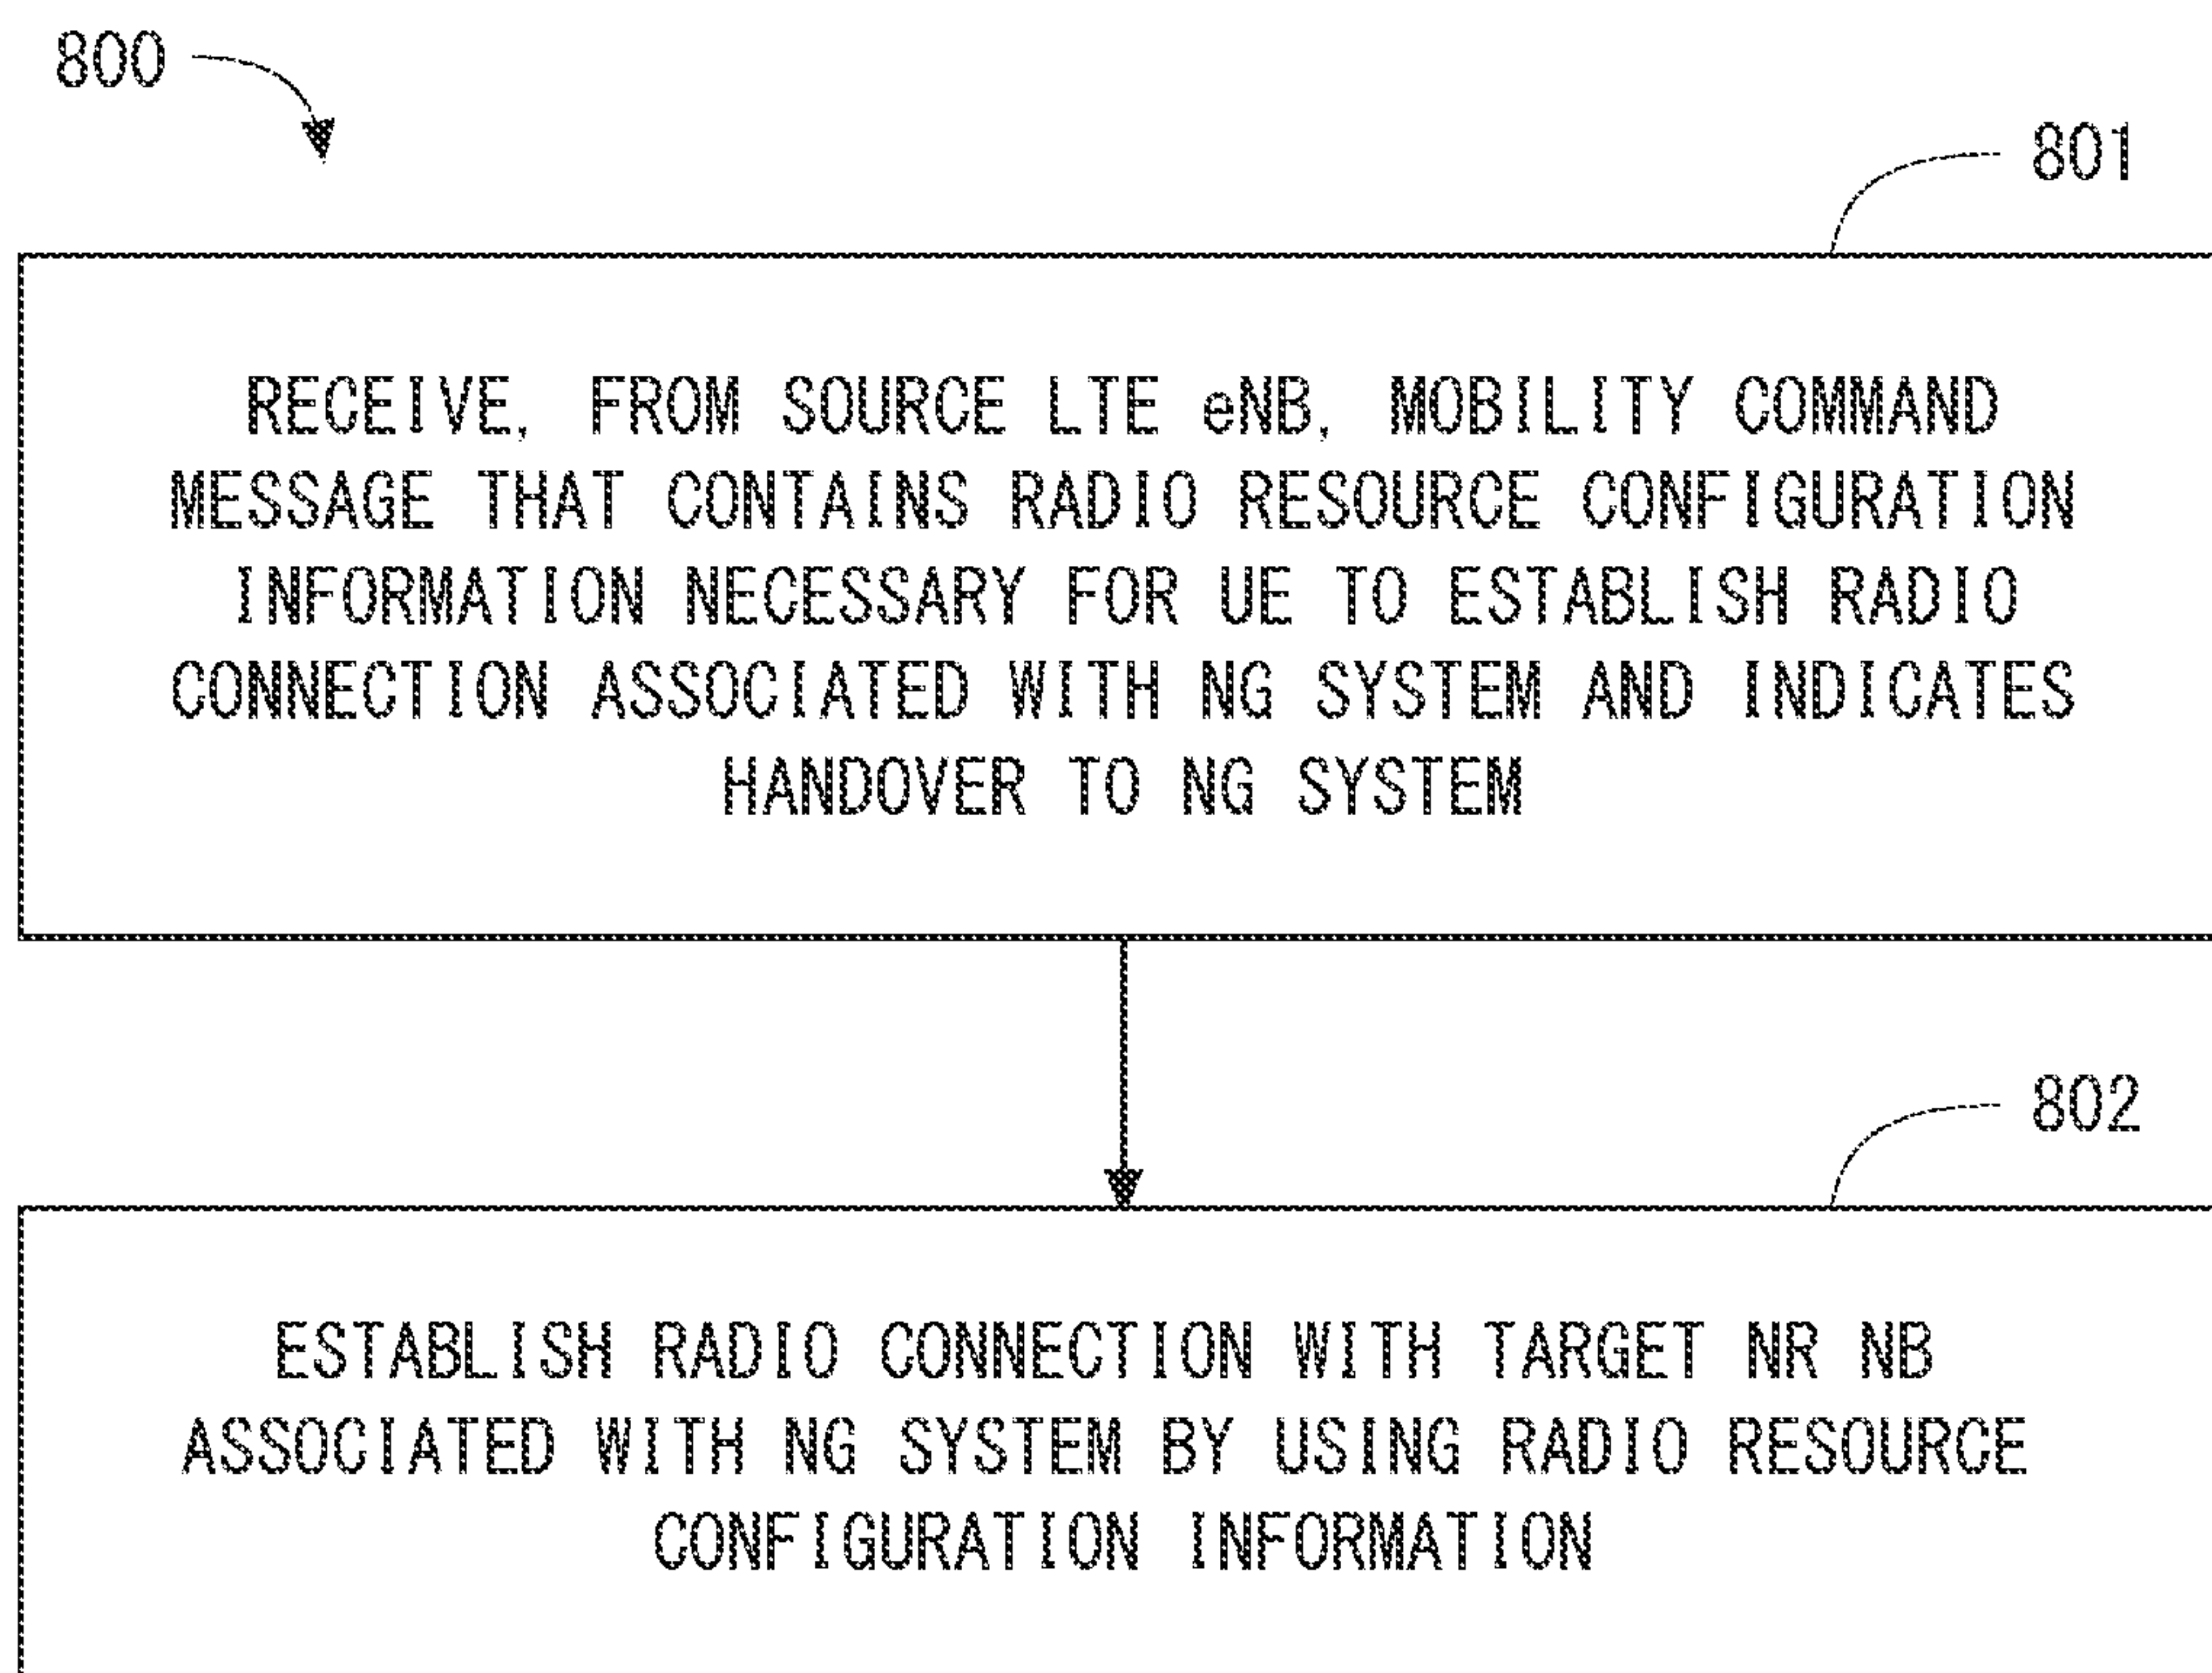 800
801
RECEIVE, FROM SOURCE LTE eNB, MOBILITY COMMAND
MESSAGE THAT CONTAINS RADIO RESOURCE CONFIGURATION
INFORMATION NECESSARY FOR UE TO ESTABLISH RADIO
CONNECTION ASSOCIATED WITH NG SYSTEM AND INDICATES
HANDOVER TO NG SYSTEM
802
ESTABLISH RADIO CONNECTION WITH TARGET NR NB
ASSOCIATED WITH NG SYSTEM BY USING RADIO RESOURCE
CONFIGURATION INFORMATION